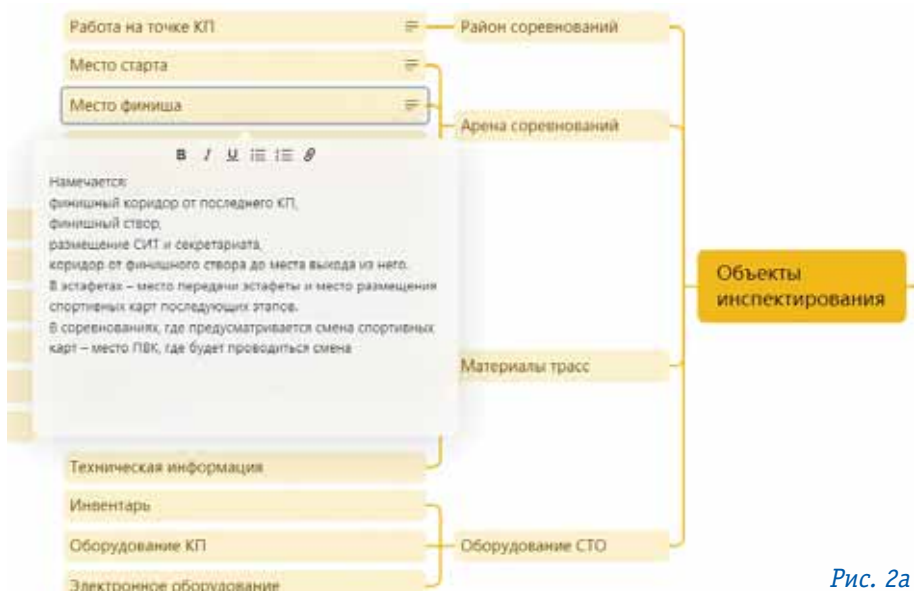 Работа на точке КП
Район соревнований
Место старта
Место финиша
Арена соревнований
B I U
Намечается:
финишный коридор от последнего КП,
финишный створ,
размещение СИТ и секретариата,
коридор от финишного створа до места выхода из него.
В эстафетах – место передачи эстафеты и место размещения
спортивных карт последующих этапов.
В соревнованиях, где предусматривается смена спортивных
карт – место ПВК, где будет проводиться смена
Объекты
инспектирования
Материалы трасс
Техническая информация
Инвентарь
Оборудование КП
Оборудование СТО
Электронное оборудование
Рис. 2а